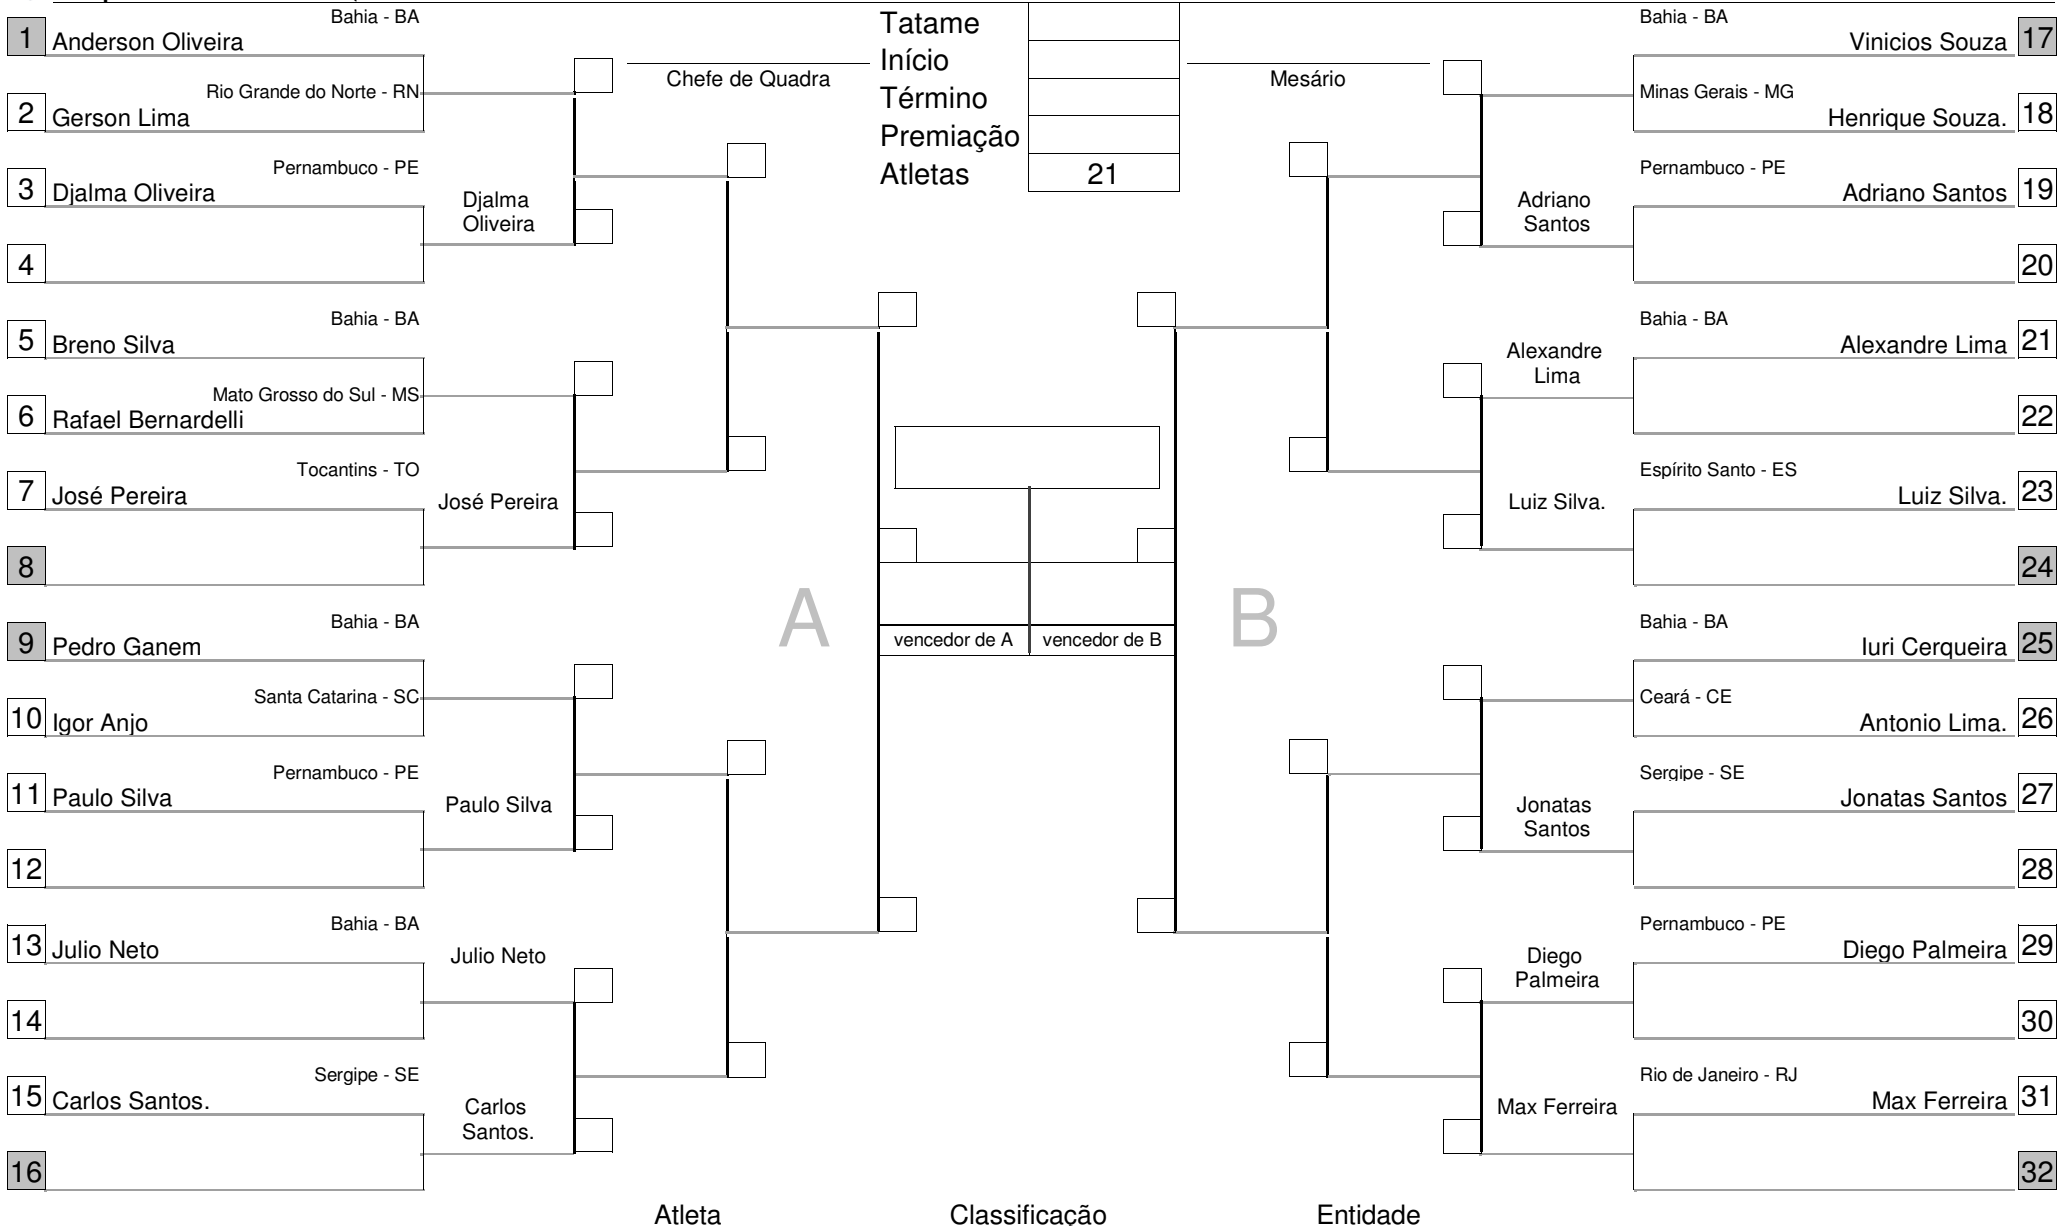 Bahia - BA
1 Anderson Oliveira
Rio Grande do Norte - RN
2 Gerson Lima
Pernambuco - PE
3 Djalma Oliveira
Djalma
Oliveira
4
Bahia - BA
5 Breno Silva
Mato Grosso do Sul - MS
6 Rafael Bernardelli
Tocantins - TO
7 José Pereira
José Pereira
8
Bahia - BA
9 Pedro Ganem
Santa Catarina - SC
10 Igor Anjo
Pernambuco - PE
11 Paulo Silva
Paulo Silva
12
Bahia - BA
13 Julio Neto
Julio Neto
14
Sergipe - SE
15 Carlos Santos.
Carlos
Santos.
16
Chefe de Quadra
Tatame
Início
Término
Premiação
Atletas 21
Mesário
A
B
vencedor de A vencedor de B
Bahia - BA
Vinicios Souza 17
Minas Gerais - MG
Henrique Souza. 18
Pernambuco - PE
Adriano Santos 19
Adriano
Santos
20
Bahia - BA
Alexandre Lima 21
Alexandre
Lima
22
Espírito Santo - ES
Luiz Silva. 23
Luiz Silva.
24
Bahia - BA
Iuri Cerqueira 25
Ceará - CE
Antonio Lima. 26
Sergipe - SE
Jonatas Santos 27
Jonatas
Santos
28
Pernambuco - PE
Diego Palmeira 29
Diego
Palmeira
30
Rio de Janeiro - RJ
Max Ferreira 31
Max Ferreira
32
Atleta Classificação Entidade